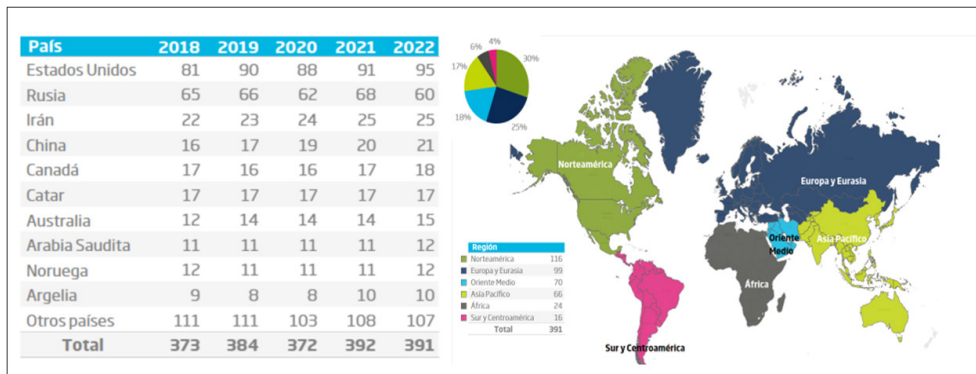 País 2018 2019 2020 2021 2022
Estados Unidos 81 90 88 91 95
Rusia 65 66 62 68 60
Irán 22 23 24 25 25
China 16 17 19 20 21
Canadá 17 16 16 17 18
Catar 17 17 17 17 17
Australia 12 14 14 14 15
Arabia Saudita 11 11 11 11 12
Noruega 12 11 11 11 12
Argelia 9 8 8 10 10
Otros países 111 111 103 108 107
Total 373 384 372 392 391
6% 4%
17% 30%
18%
25%
Norteamérica
Europa y Eurasia
Oriente Medio
Asia Pacífico
África
Sur y Centroamérica
Región
Norteamérica 116
Europa y Eurasia 99
Oriente Medio 70
Asia Pacífico 66
África 24
Sur y Centroamérica 16
Total 391